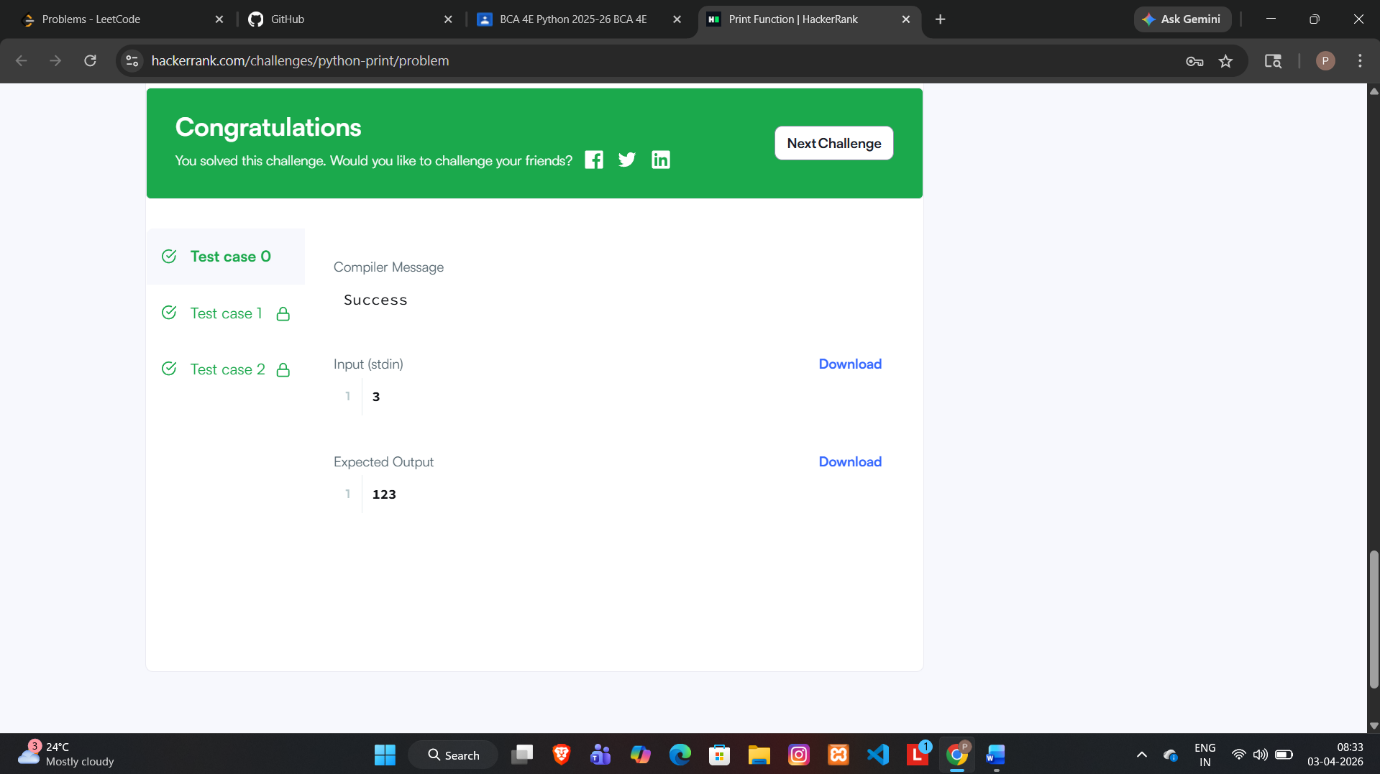 Problems - LeetCode
GitHub
BCA 4E Python 2025-26 BCA 4E
Print Function | HackerRank
Ask Gemini
hackerrank.com/challenges/python-print/problem
P
Congratulations
You solved this challenge. Would you like to challenge your friends?
Next Challenge
Test case 0
Test case 1
Test case 2
Compiler Message
Success
Input (stdin)
Download
1 3
Expected Output
Download
1 123
3
24°C
Mostly cloudy
Search
1
ENG
IN
08:33
03-04-2026